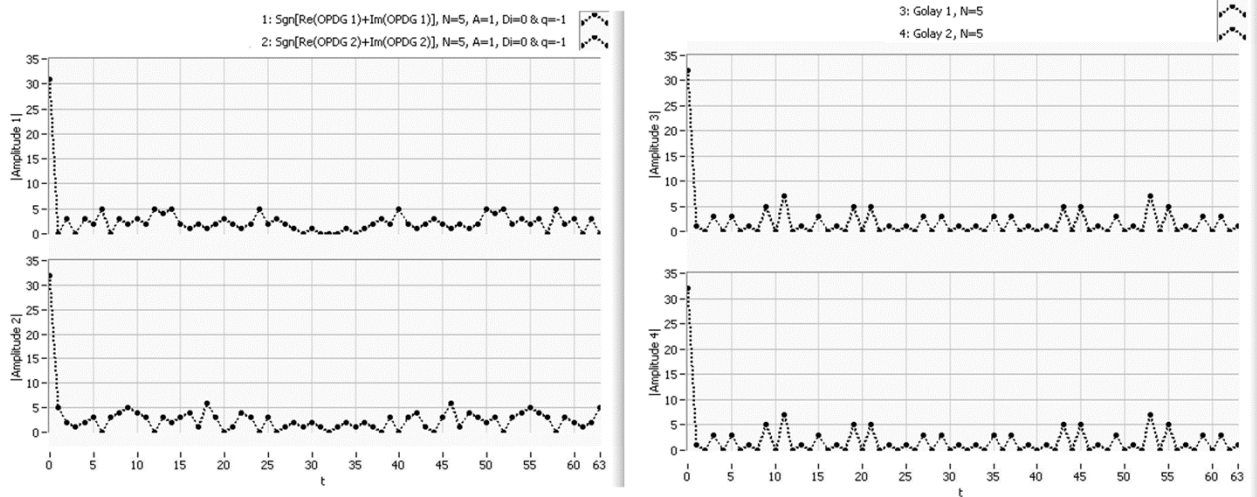 1: Sgn[Re(OPDG 1)+Im(OPDG 1)], N=5, A=1, Di=0 & q=-1
2: Sgn[Re(OPDG 2)+Im(OPDG 2)], N=5, A=1, Di=0 & q=-1
|Amplitude 1|
35
30
25
20
15
10
5
0
|Amplitude 2|
35
30
25
20
15
10
5
0
0 5 10 15 20 25 30 35 40 45 50 55 60 63
t
3: Golay 1, N=5
4: Golay 2, N=5
|Amplitude 3|
35
30
25
20
15
10
5
0
|Amplitude 4|
35
30
25
20
15
10
5
0
0 5 10 15 20 25 30 35 40 45 50 55 60 63
t